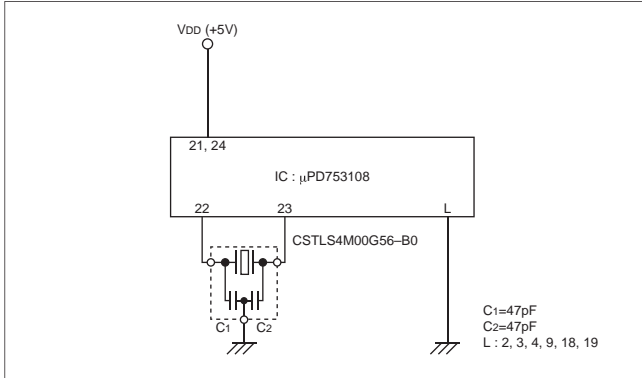 VDD (+5V)
21, 24
IC : µPD753108
22 23 L
CSTLS4M00G56–B0
C1 C2
C1=47pF
C2=47pF
L : 2, 3, 4, 9, 18, 19